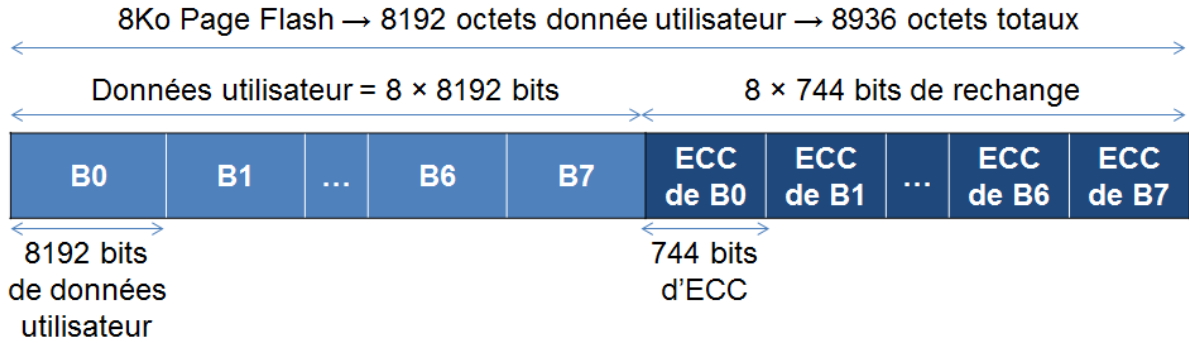 8Ko Page Flash → 8192 octets donnée utilisateur → 8936 octets totaux
Données utilisateur = 8 × 8192 bits
8 × 744 bits de rechange
B0
B1
...
B6
B7
ECC
de B0
ECC
de B1
...
ECC
de B6
ECC
de B7
8192 bits
de données
utilisateur
744 bits
d'ECC